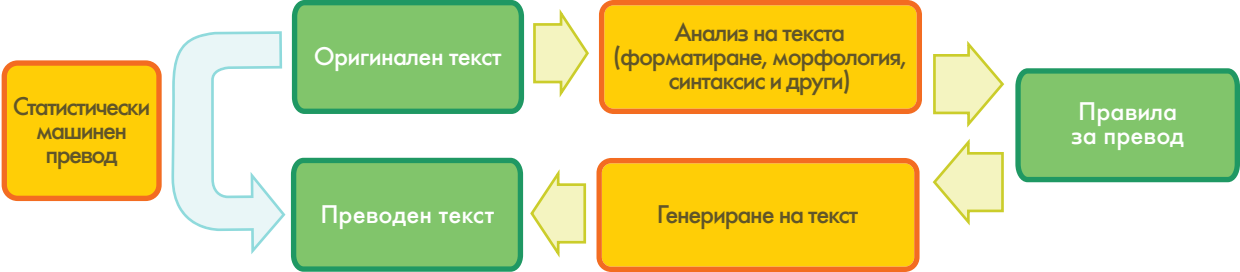 Статистически
машинен
превод
Оригинален текст
Анализ на текста
(форматиране, морфология,
синтаксис и други)
Правила
за превод
Преводен текст
Генериране на текст